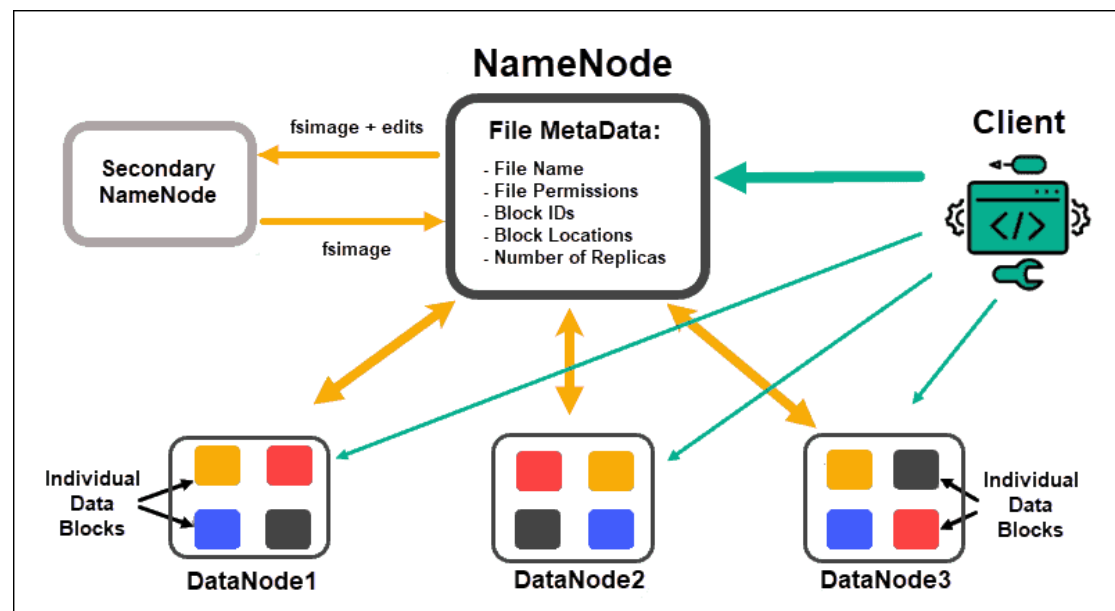 NameNode
fsimage + edits
Secondary
NameNode
fsimage
File MetaData:
- File Name
- File Permissions
- Block IDs
- Block Locations
- Number of Replicas
Client
</>
Individual
Data
Blocks
DataNode1
DataNode2
DataNode3
Individual
Data
Blocks